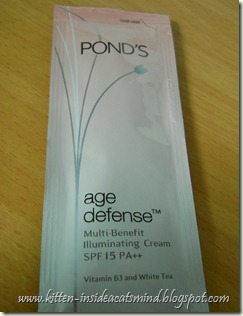 POND'S
age
defense™
Multi-Benefit
Illuminating Cream
SPF 15 PA++
Vitamin B3 and White Tea
www.kitten-insideacatsmind.blogspot.com